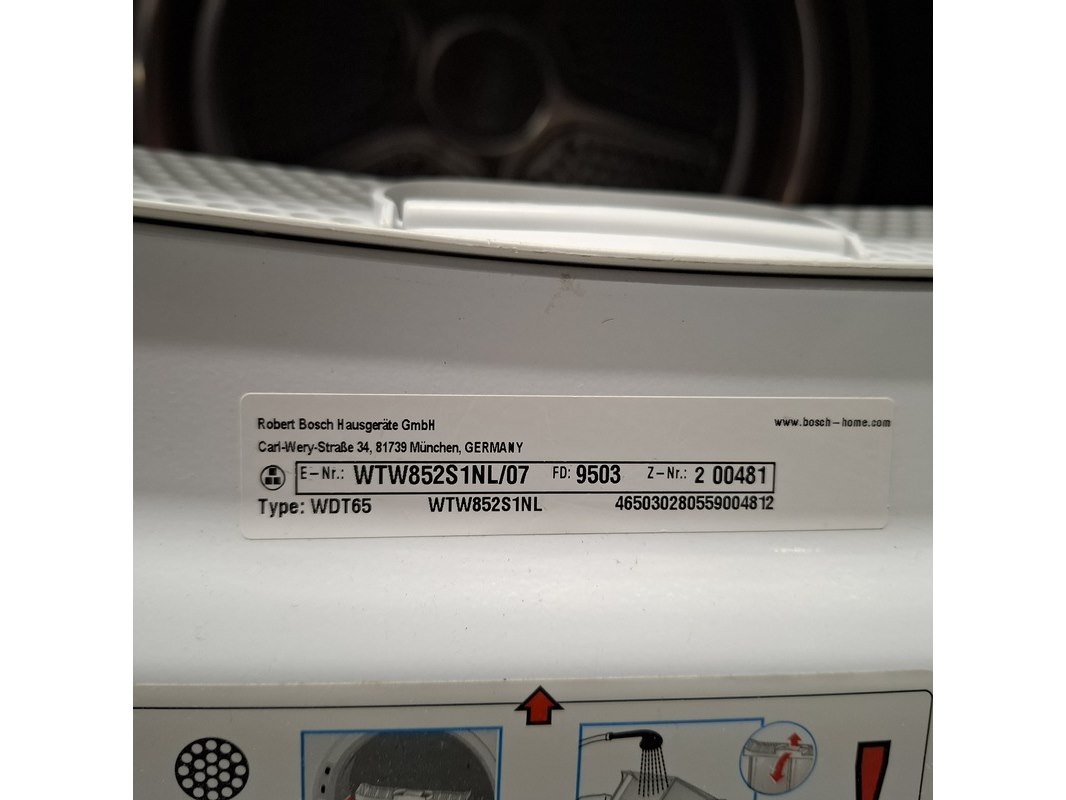 Robert Bosch Hausgeräte GmbH
www.bosch-home.com
Carl-Wery-Straße 34, 81739 München, GERMANY
E-Nr.: WTW852S1NL/07 FD: 9503 Z-Nr.: 2 00481
Type: WDT65 WTW852S1NL 465030280559004812